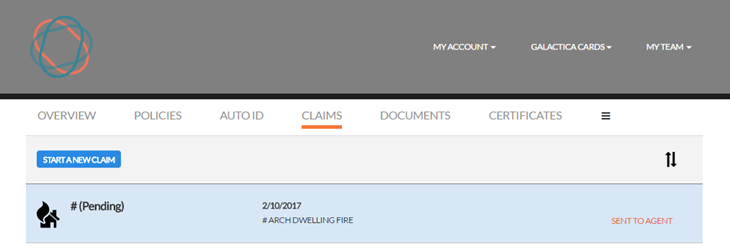 MY ACCOUNT GALACTICA CARDS MY TEAM
OVERVIEW POLICIES AUTO ID CLAIMS DOCUMENTS CERTIFICATES
START A NEW CLAIM
# (Pending) 2/10/2017
# ARCH DWELLING FIRE SENT TO AGENT